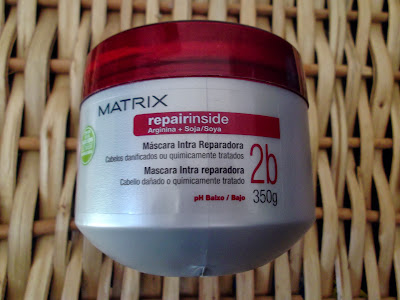 MATRIX
repairinside
Arginina + Soja/Soya
Máscara Intra Reparadora
Cabelos danificados ou quimicamente tratados
Mascara Intra reparadora
Cabello dañado o químicamente tratado
2b
pH Baixo / Bajo
350g